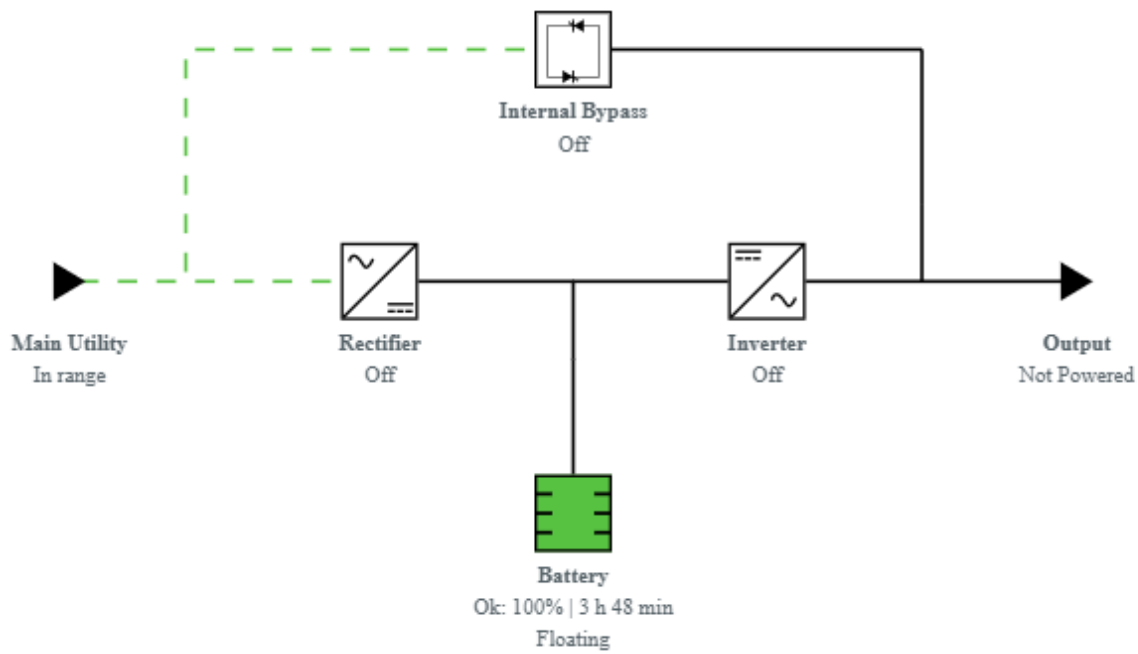 Internal Bypass
Off
Main Utility
In range
Rectifier
Off
Inverter
Off
Output
Not Powered
Battery
Ok: 100% | 3 h 48 min
Floating